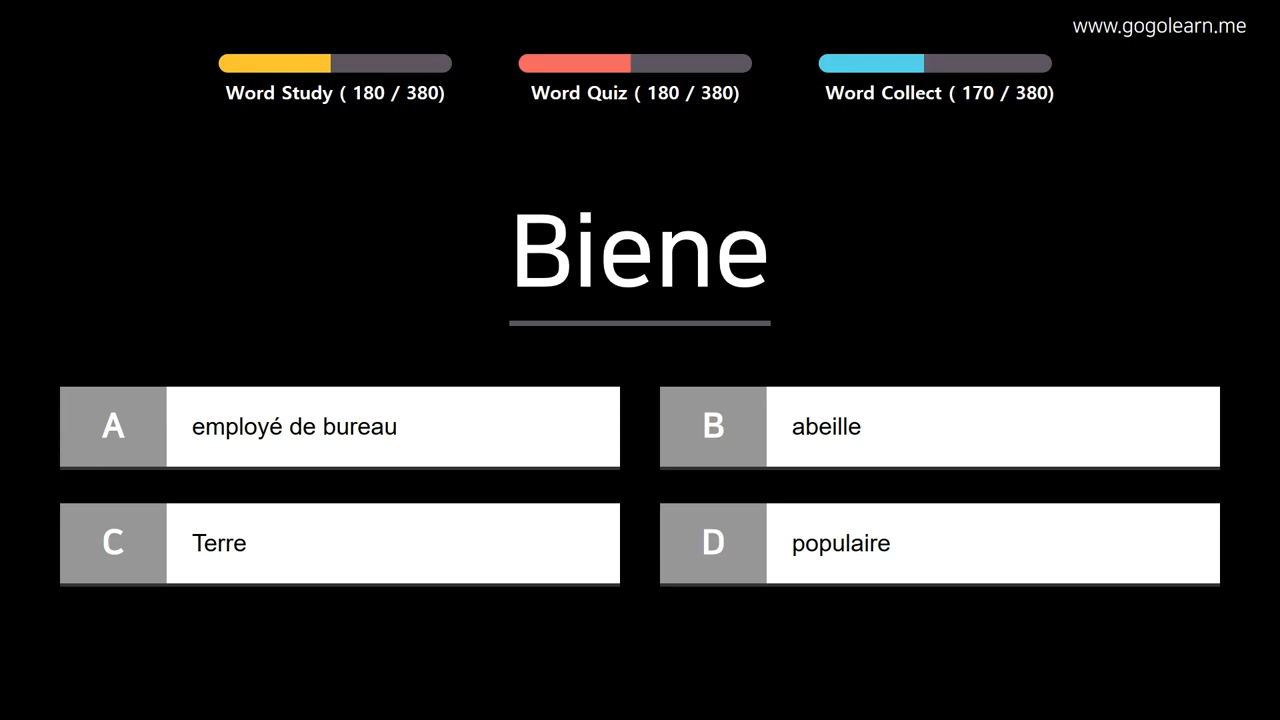 www.gogolearn.me
Word Study ( 180 / 380)
Word Quiz ( 180 / 380)
Word Collect ( 170 / 380)
Biene
A employé de bureau
B abeille
C Terre
D populaire